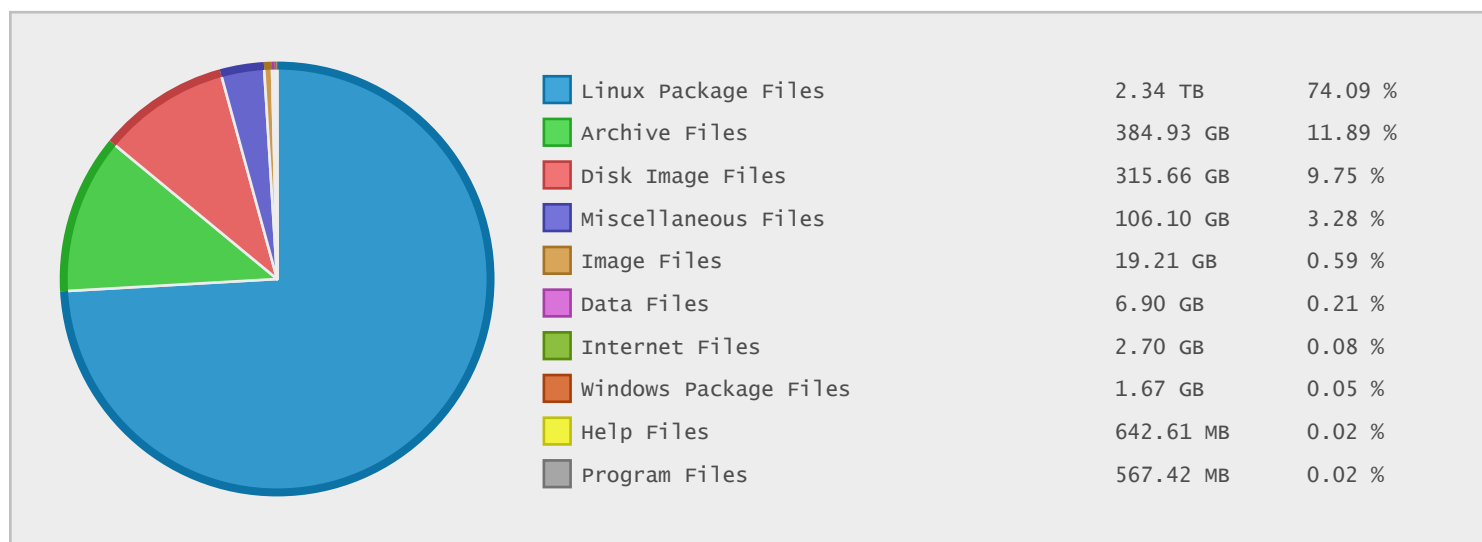 Linux Package Files 2.34 TB 74.09 %
Archive Files 384.93 GB 11.89 %
Disk Image Files 315.66 GB 9.75 %
Miscellaneous Files 106.10 GB 3.28 %
Image Files 19.21 GB 0.59 %
Data Files 6.90 GB 0.21 %
Internet Files 2.70 GB 0.08 %
Windows Package Files 1.67 GB 0.05 %
Help Files 642.61 MB 0.02 %
Program Files 567.42 MB 0.02 %